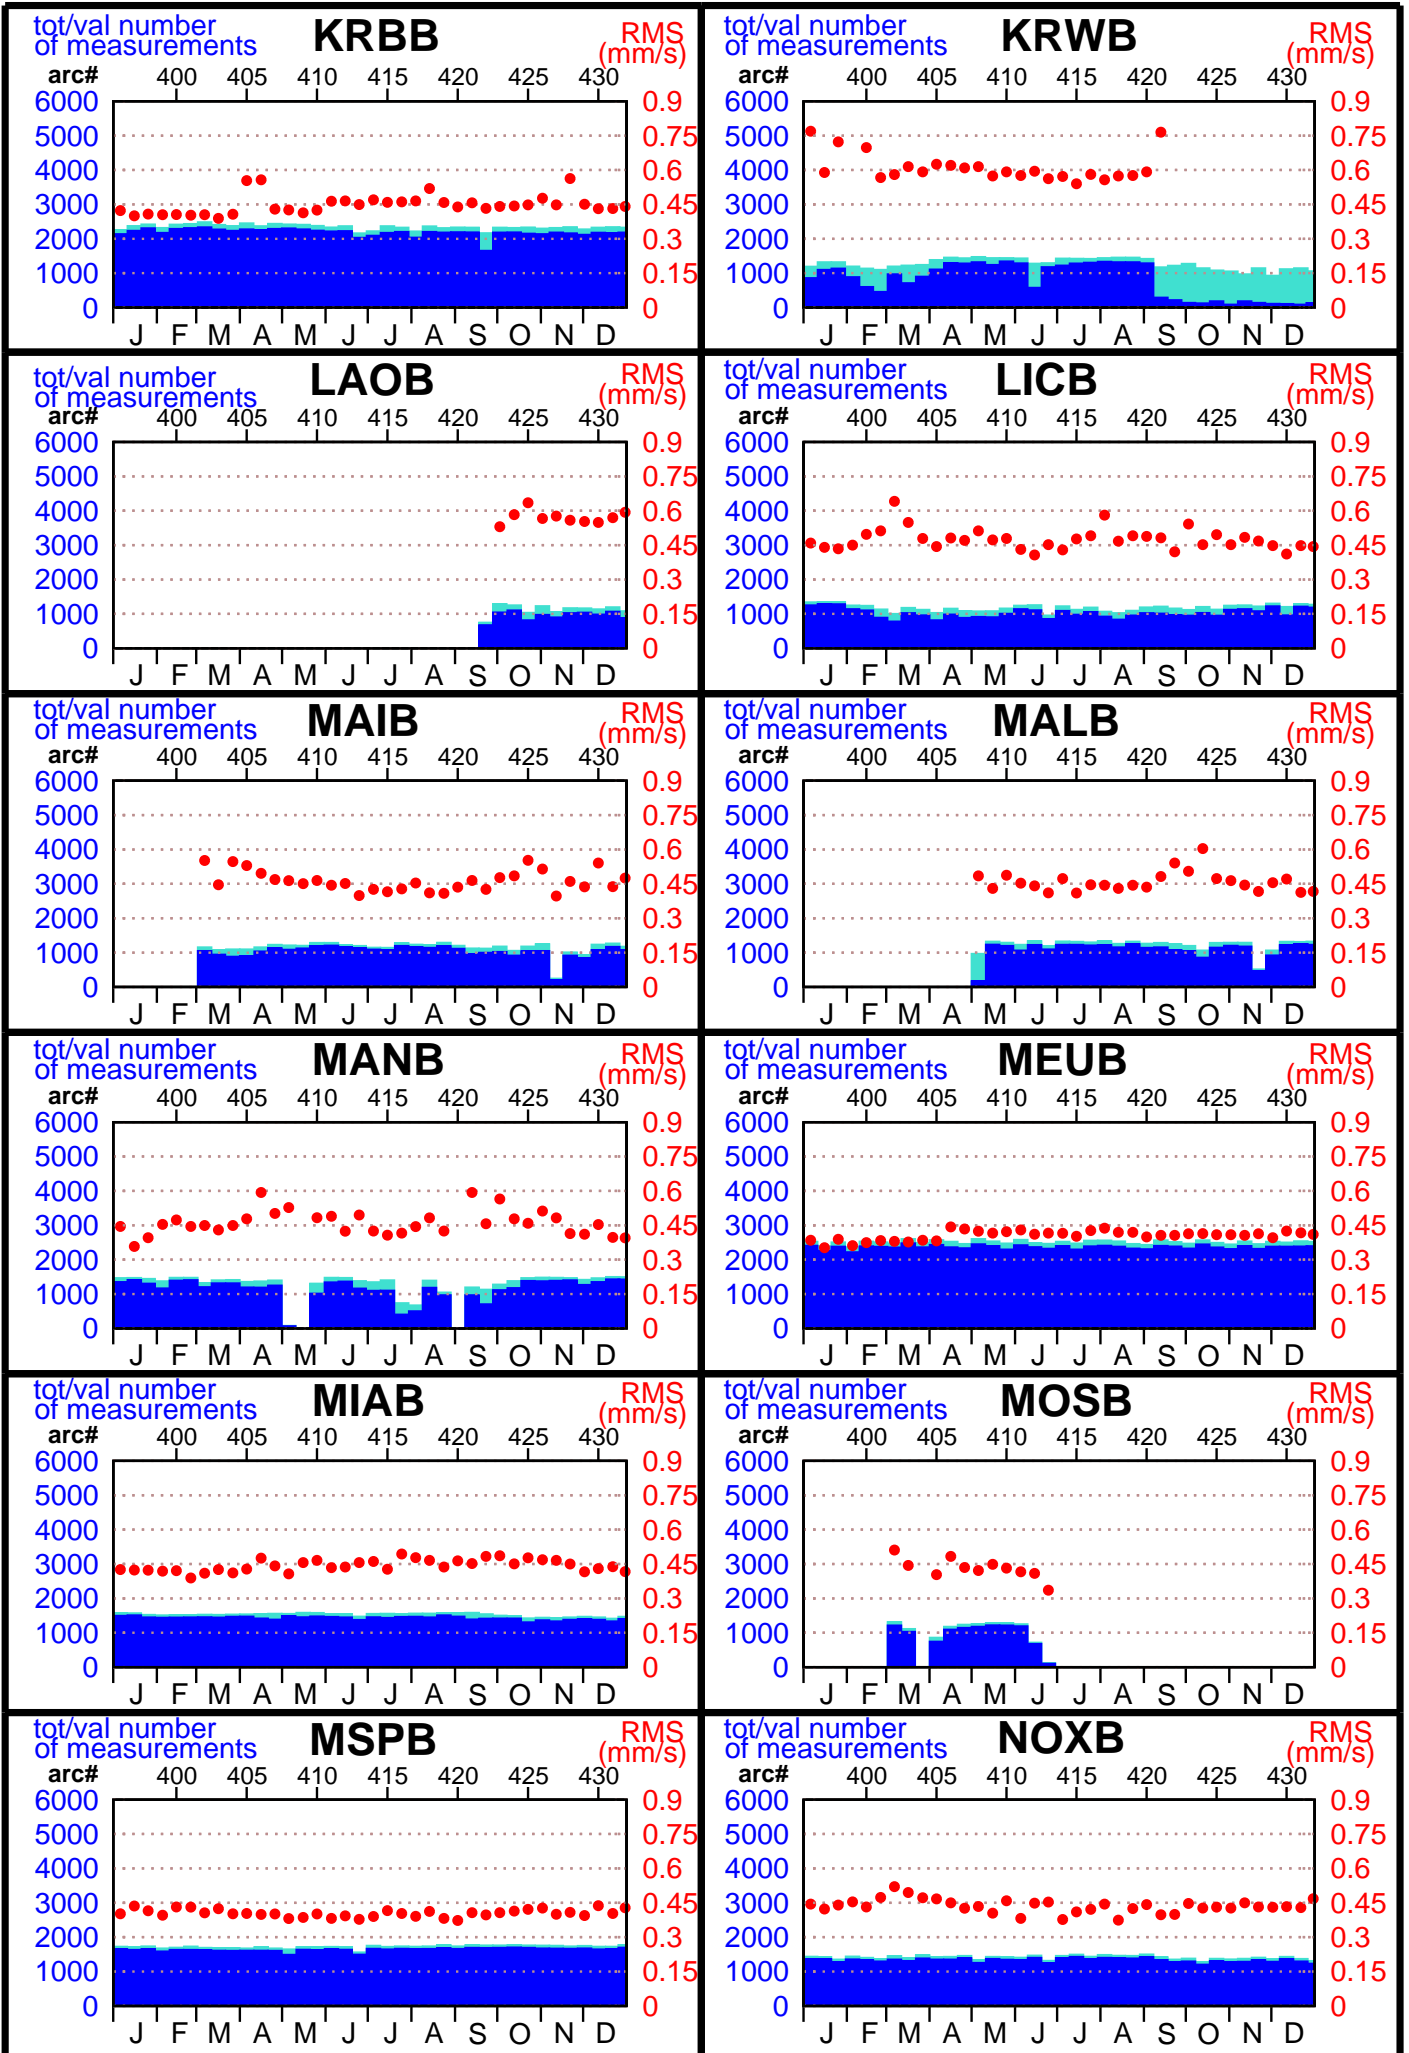 tot/val number of measurements KRBB RMS (mm/s)
arc# 400 405 410 415 420 425 430
6000 0.9
5000 0.75
4000 0.6
3000 0.45
2000 0.3
1000 0.15
0 0
J F M A M J J A S O N D
tot/val number of measurements KRWB RMS (mm/s)
arc# 400 405 410 415 420 425 430
6000 0.9
5000 0.75
4000 0.6
3000 0.45
2000 0.3
1000 0.15
0 0
J F M A M J J A S O N D
tot/val number of measurements LAOB RMS (mm/s)
arc# 400 405 410 415 420 425 430
6000 0.9
5000 0.75
4000 0.6
3000 0.45
2000 0.3
1000 0.15
0 0
J F M A M J J A S O N D
tot/val number of measurements LICB RMS (mm/s)
arc# 400 405 410 415 420 425 430
6000 0.9
5000 0.75
4000 0.6
3000 0.45
2000 0.3
1000 0.15
0 0
J F M A M J J A S O N D
tot/val number of measurements MAIB RMS (mm/s)
arc# 400 405 410 415 420 425 430
6000 0.9
5000 0.75
4000 0.6
3000 0.45
2000 0.3
1000 0.15
0 0
J F M A M J J A S O N D
tot/val number of measurements MALB RMS (mm/s)
arc# 400 405 410 415 420 425 430
6000 0.9
5000 0.75
4000 0.6
3000 0.45
2000 0.3
1000 0.15
0 0
J F M A M J J A S O N D
tot/val number of measurements MANB RMS (mm/s)
arc# 400 405 410 415 420 425 430
6000 0.9
5000 0.75
4000 0.6
3000 0.45
2000 0.3
1000 0.15
0 0
J F M A M J J A S O N D
tot/val number of measurements MEUB RMS (mm/s)
arc# 400 405 410 415 420 425 430
6000 0.9
5000 0.75
4000 0.6
3000 0.45
2000 0.3
1000 0.15
0 0
J F M A M J J A S O N D
tot/val number of measurements MIAB RMS (mm/s)
arc# 400 405 410 415 420 425 430
6000 0.9
5000 0.75
4000 0.6
3000 0.45
2000 0.3
1000 0.15
0 0
J F M A M J J A S O N D
tot/val number of measurements MOSB RMS (mm/s)
arc# 400 405 410 415 420 425 430
6000 0.9
5000 0.75
4000 0.6
3000 0.45
2000 0.3
1000 0.15
0 0
J F M A M J J A S O N D
tot/val number of measurements MSPB RMS (mm/s)
arc# 400 405 410 415 420 425 430
6000 0.9
5000 0.75
4000 0.6
3000 0.45
2000 0.3
1000 0.15
0 0
J F M A M J J A S O N D
tot/val number of measurements NOXB RMS (mm/s)
arc# 400 405 410 415 420 425 430
6000 0.9
5000 0.75
4000 0.6
3000 0.45
2000 0.3
1000 0.15
0 0
J F M A M J J A S O N D